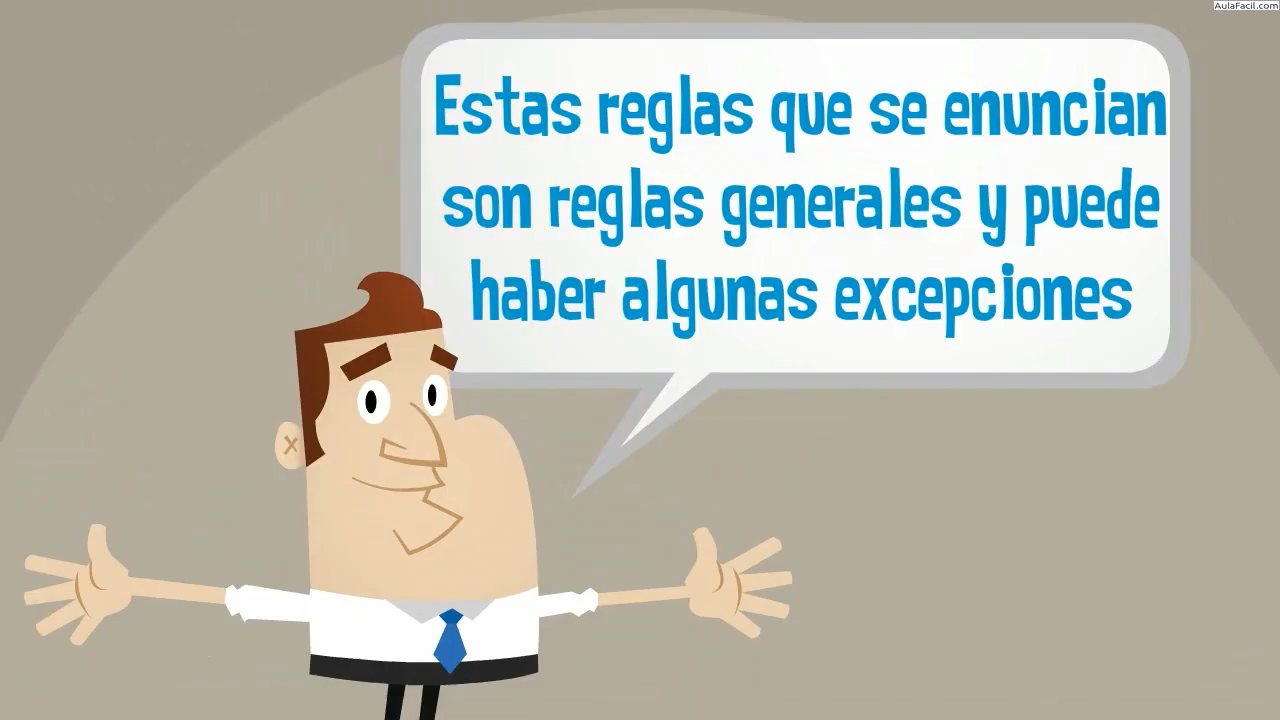 AulaFacil.com
Estas reglas que se enuncian
son reglas generales y puede
haber algunas excepciones